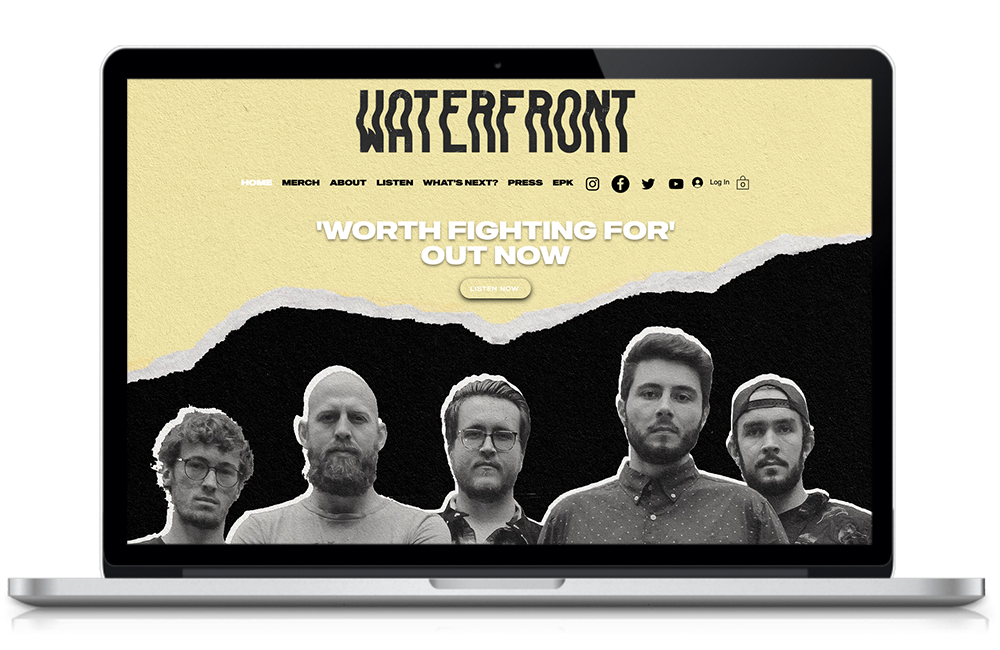 WATERFRONT
HOME MERCH ABOUT LISTEN WHAT'S NEXT? PRESS EPK Log In 0
'WORTH FIGHTING FOR'
OUT NOW
LISTEN NOW